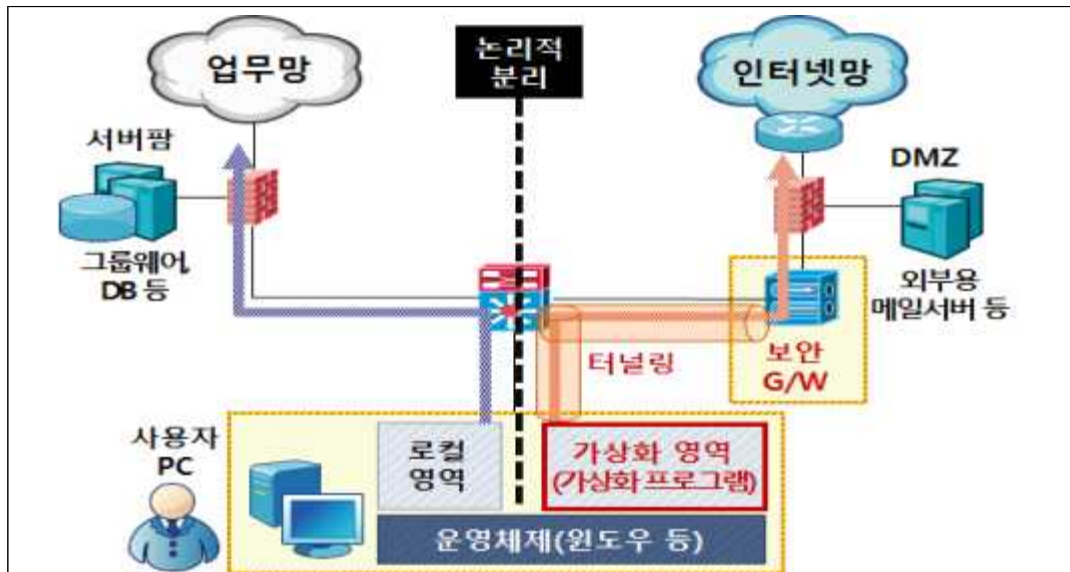 업무망
논리적
분리
인터넷망
서버팜
DMZ
그룹웨어,
DB 등
외부용
메일서버 등
터널링
보안
G/W
사용자
PC
로컬
영역
가상화 영역
(가상화 프로그램)
운영체제(윈도우 등)